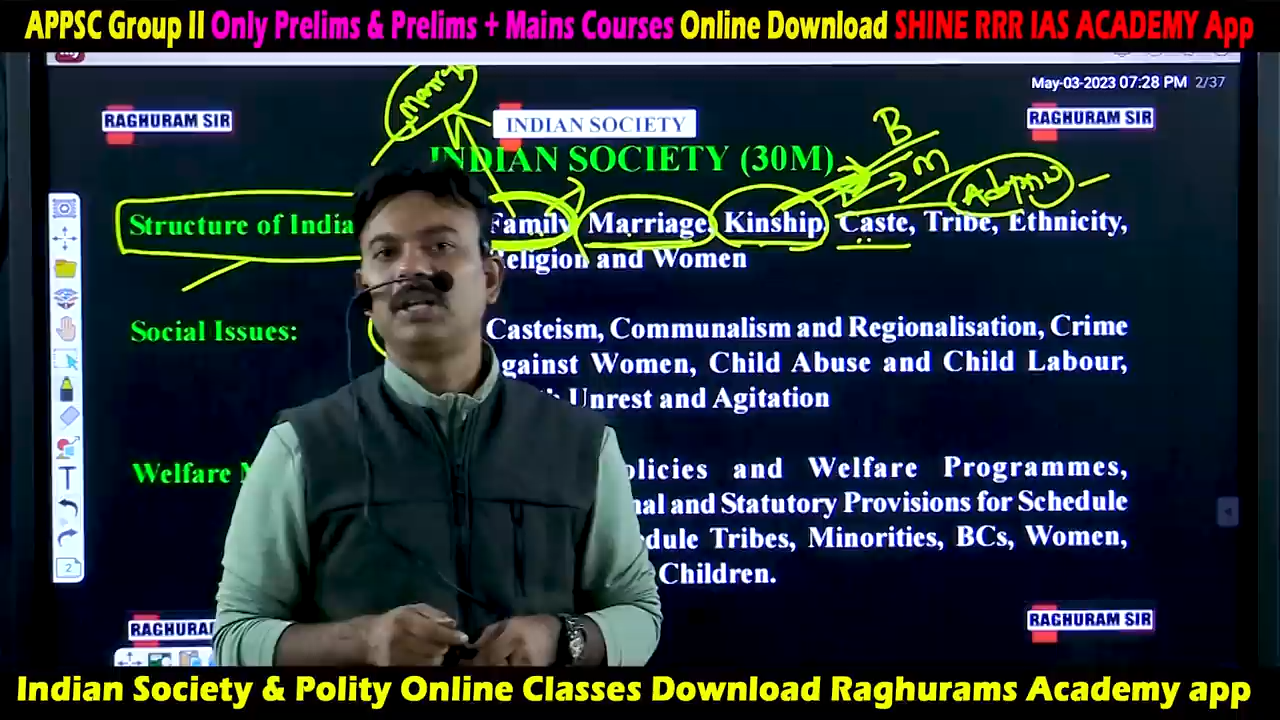 APPSC Group II Only Prelims & Prelims + Mains Courses Online Download SHINE RRR IAS ACADEMY App
May-03-2023 07:28 PM 2/37
RAGHURAM SIR
INDIAN SOCIETY
RAGHURAM SIR
INDIAN SOCIETY (30M)
B
M
Structure of India
Family, Marriage, Kinship, Caste, Tribe, Ethnicity,
Religion and Women
Social Issues:
Casteism, Communalism and Regionalisation, Crime
gainst Women, Child Abuse and Child Labour,
Unrest and Agitation
Welfare
olicies and Welfare Programmes,
nal and Statutory Provisions for Schedule
dule Tribes, Minorities, BCs, Women,
Children.
T
2
RAGHURA
RAGHURAM SIR
Indian Society & Polity Online Classes Download Raghurams Academy app